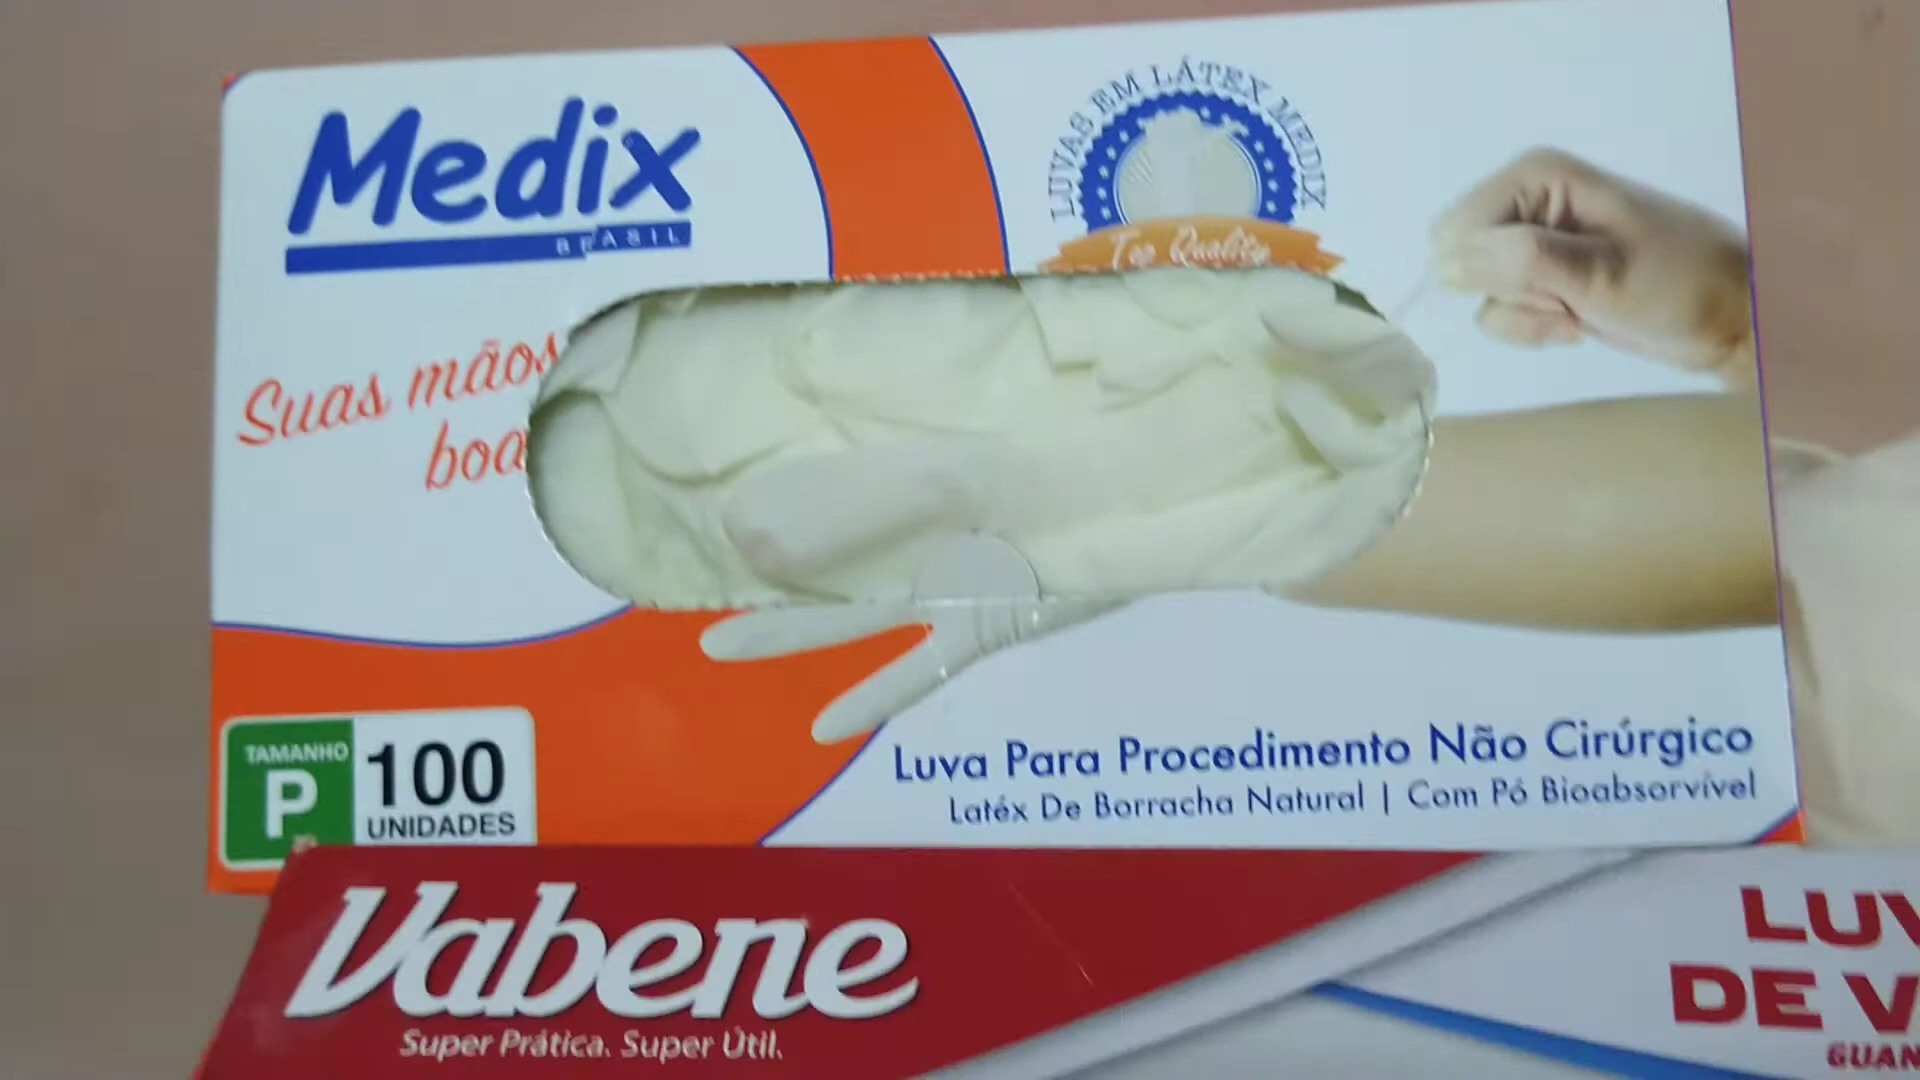 Medix
BRASIL
LUVAS EM LÁTEX MEDIX
Top Quality
Suas mãos
boa
TAMANHO
P
100
UNIDADES
Luva Para Procedimento Não Cirúrgico
Latéx De Borracha Natural | Com Pó Bioabsorvível
Vabene
Super Prática. Super Útil.
LUV
DE V
GUAN